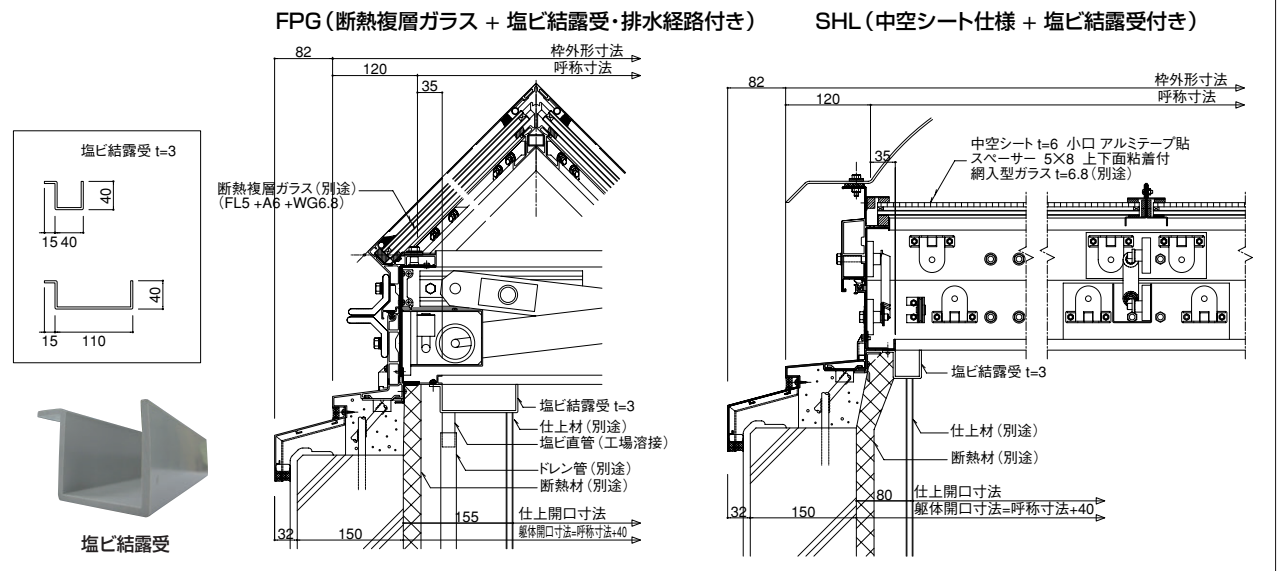 FPG（断熱複層ガラス + 塩ビ結露受・排水経路付き）
SHL（中空シート仕様 + 塩ビ結露受付き）
塩ビ結露受 t=3
40
15 40
40
15 110
塩ビ結露受
82
枠外形寸法
120
呼称寸法
35
断熱複層ガラス（別途）
(FL5 +A6 +WG6.8)
塩ビ結露受 t=3
仕上材（別途）
塩ビ直管（工場溶接）
ドレン管（別途）
断熱材（別途）
155
仕上開口寸法
32
150
躯体開口寸法=呼称寸法+40
82
枠外形寸法
120
呼称寸法
35
中空シート t=6 小口 アルミテープ貼
スペーサー 5×8 上下面粘着付
網入型ガラス t=6.8（別途）
塩ビ結露受 t=3
仕上材（別途）
断熱材（別途）
80
仕上開口寸法
32
150
躯体開口寸法=呼称寸法+40